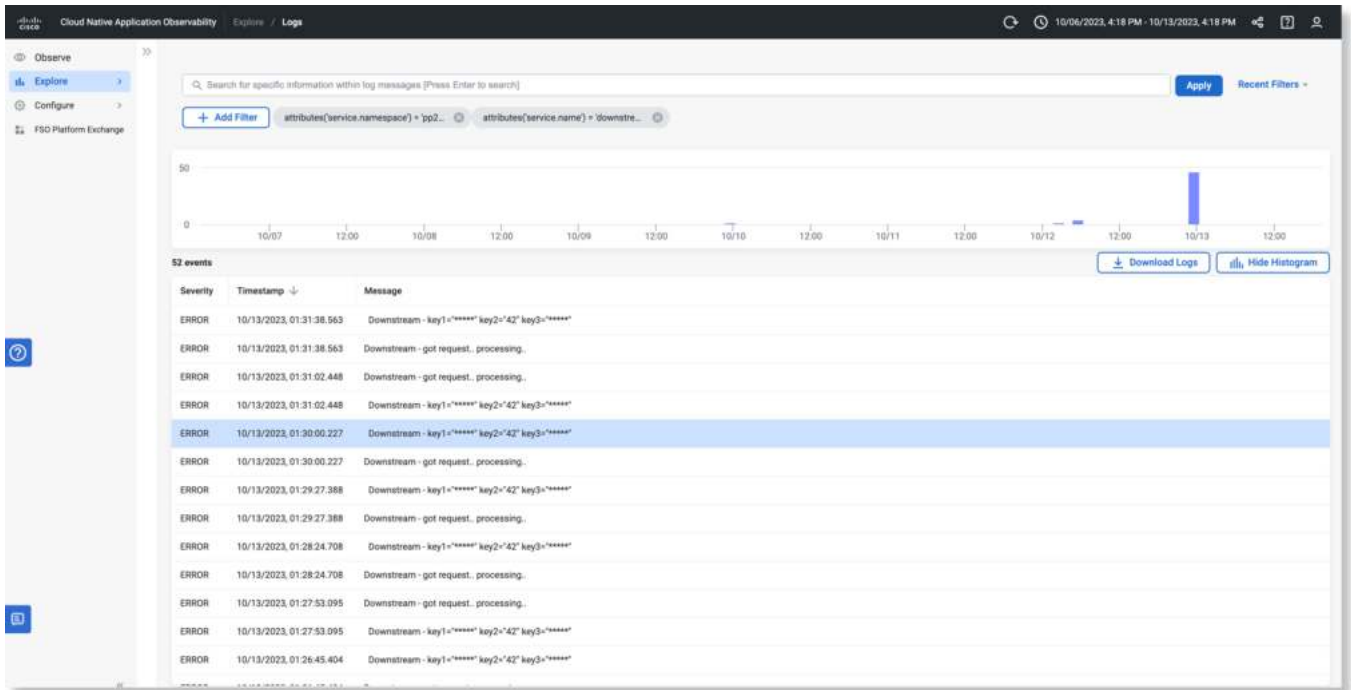 cisco Cloud Native Application Observability Explore / Logs 10/06/2023, 4:18 PM - 10/13/2023, 4:18 PM
Observe
Explore
Configure
FSO Platform Exchange
Search for specific information within log messages [Press Enter to search]
Apply
Recent Filters
+ Add Filter
attributes('service.namespace') = 'pp2...
attributes('service.name') = 'downstre...
50
0
10/07 12:00 10/08 12:00 10/09 12:00 10/10 12:00 10/11 12:00 10/12 12:00 10/13 12:00
52 events
Download Logs
Hide Histogram
Severity Timestamp Message
ERROR 10/13/2023, 01:31:38.563 Downstream - key1="*****" key2="42" key3="*****"
ERROR 10/13/2023, 01:31:38.563 Downstream - got request.. processing..
ERROR 10/13/2023, 01:31:02.448 Downstream - got request.. processing..
ERROR 10/13/2023, 01:31:02.448 Downstream - key1="*****" key2="42" key3="*****"
ERROR 10/13/2023, 01:30:00.227 Downstream - key1="*****" key2="42" key3="*****"
ERROR 10/13/2023, 01:30:00.227 Downstream - got request.. processing..
ERROR 10/13/2023, 01:29:27.388 Downstream - key1="*****" key2="42" key3="*****"
ERROR 10/13/2023, 01:29:27.388 Downstream - got request.. processing..
ERROR 10/13/2023, 01:28:24.708 Downstream - key1="*****" key2="42" key3="*****"
ERROR 10/13/2023, 01:28:24.708 Downstream - got request.. processing..
ERROR 10/13/2023, 01:27:53.095 Downstream - got request.. processing..
ERROR 10/13/2023, 01:27:53.095 Downstream - key1="*****" key2="42" key3="*****"
ERROR 10/13/2023, 01:26:45.404 Downstream - key1="*****" key2="42" key3="*****"